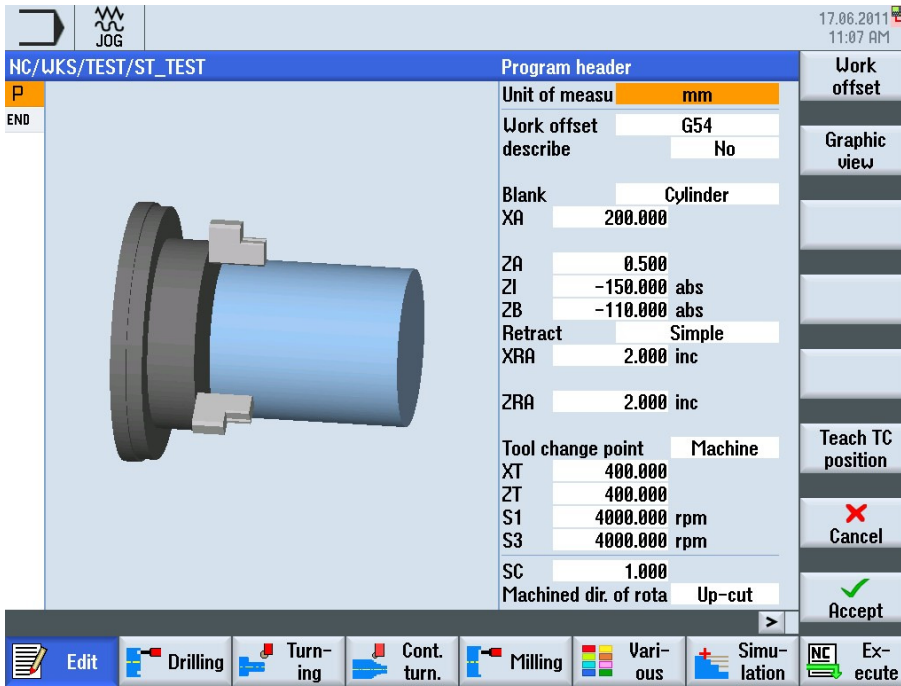 17.06.2011
11:07 AM
JOG
NC/WKS/TEST/ST_TEST
Program header
Work
offset
P
END
Unit of measu mm
Work offset G54
describe No
Graphic
view
Blank Cylinder
XA 200.000
ZA 0.500
ZI -150.000 abs
ZB -110.000 abs
Retract Simple
XRA 2.000 inc
ZRA 2.000 inc
Tool change point Machine
XT 400.000
ZT 400.000
S1 4000.000 rpm
S3 4000.000 rpm
SC 1.000
Machined dir. of rota Up-cut
Teach TC
position
Cancel
Accept
>
Edit
Drilling
Turn-
ing
Cont.
turn.
Milling
Vari-
ous
Simu-
lation
NC
Ex-
ecute